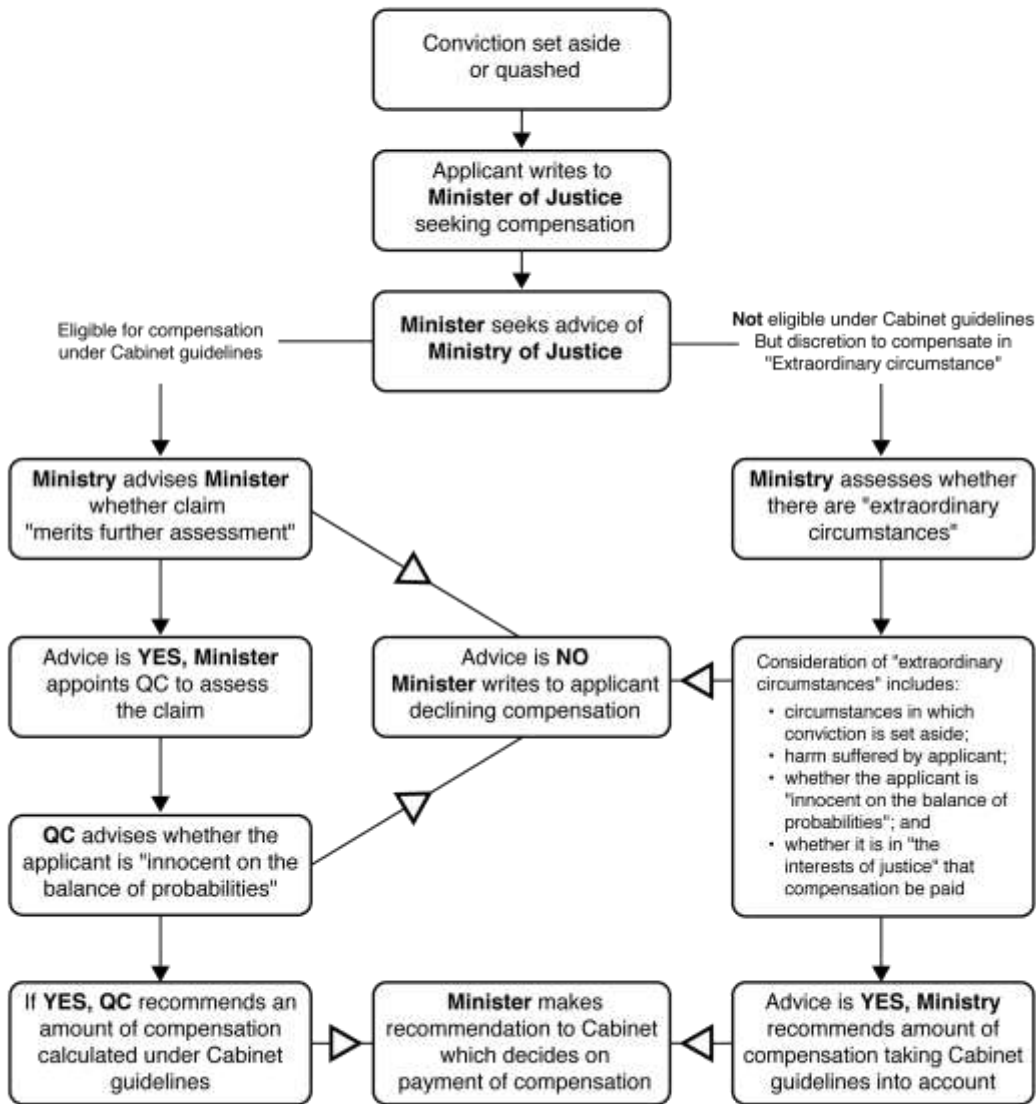 Conviction set aside
or quashed
Applicant writes to
Minister of Justice
seeking compensation
Minister seeks advice of
Ministry of Justice
Eligible for compensation
under Cabinet guidelines
Not eligible under Cabinet guidelines
But discretion to compensate in
"Extraordinary circumstance"
Ministry advises Minister
whether claim
"merits further assessment"
Ministry assesses whether
there are "extraordinary
circumstances"
Advice is YES, Minister
appoints QC to assess
the claim
Advice is NO
Minister writes to applicant
declining compensation
Consideration of "extraordinary
circumstances" includes:
• circumstances in which
conviction is set aside;
• harm suffered by applicant;
• whether the applicant is
"innocent on the balance of
probabilities"; and
• whether it is in "the
interests of justice" that
compensation be paid
QC advises whether the
applicant is "innocent on the
balance of probabilities"
If YES, QC recommends an
amount of compensation
calculated under Cabinet
guidelines
Minister makes
recommendation to Cabinet
which decides on
payment of compensation
Advice is YES, Ministry
recommends amount of
compensation taking Cabinet
guidelines into account